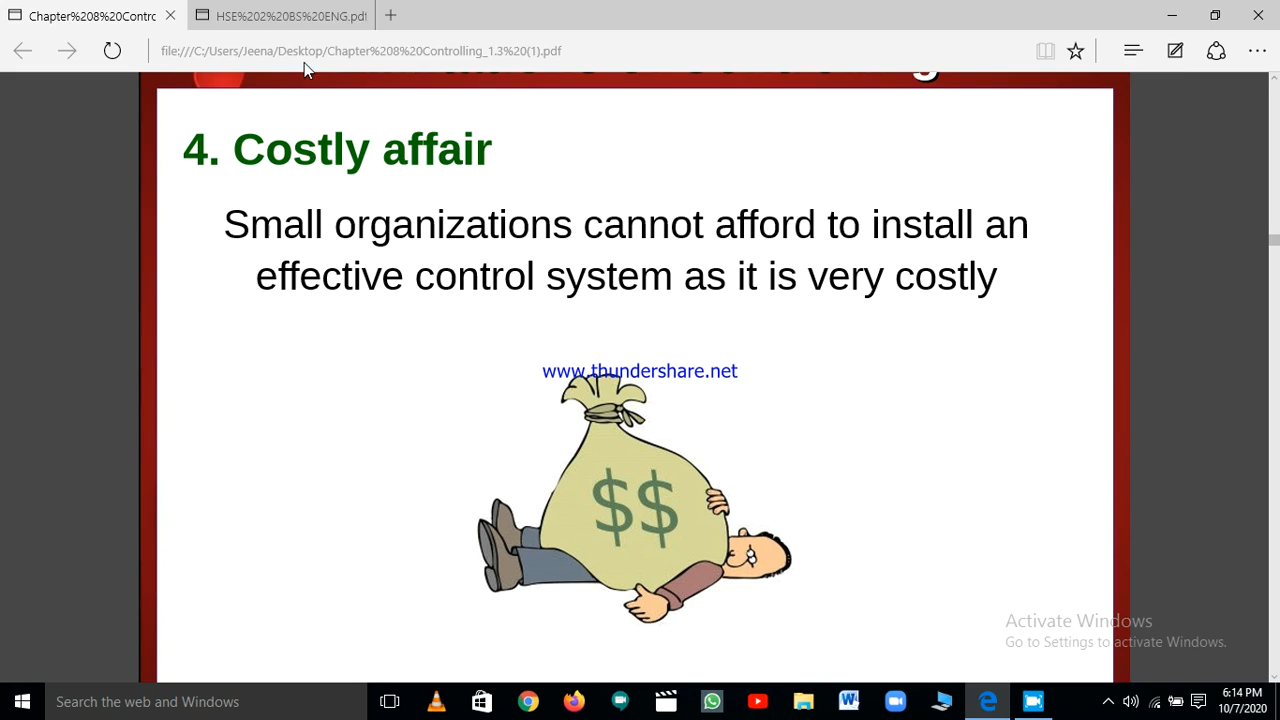 Chapter%208%20Contro
HSE%202%20BS%20ENG.pdf
file:///C:/Users/Jeena/Desktop/Chapter%208%20Controlling_1.3%20(1).pdf
4. Costly affair
Small organizations cannot afford to install an
effective control system as it is very costly
www.thundershare.net
$$
Activate Windows
Go to Settings to activate Windows.
Search the web and Windows
6:14 PM
10/7/2020